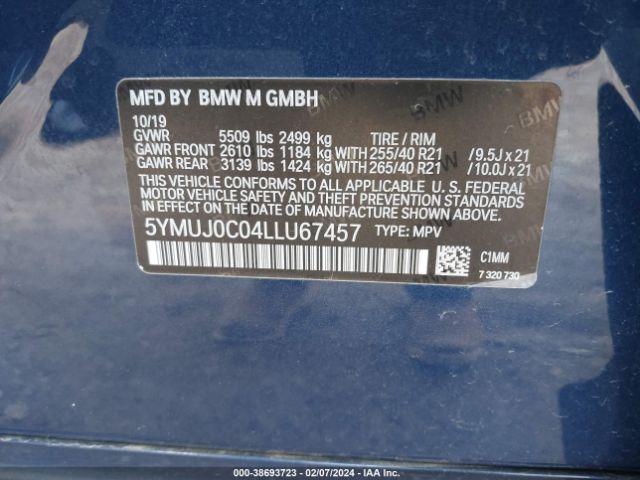 MFD BY BMW M GMBH
10/19
GVWR 5509 lbs 2499 kg TIRE / RIM
GAWR FRONT 2610 lbs 1184 kg WITH 255/40 R21 / 9.5J x 21
GAWR REAR 3139 lbs 1424 kg WITH 265/40 R21 / 10.0J x 21
THIS VEHICLE CONFORMS TO ALL APPLICABLE U. S. FEDERAL
MOTOR VEHICLE SAFETY, BUMPER, AND THEFT PREVENTION
STANDARDS IN EFFECT ON THE DATE OF MANUFACTURE SHOWN ABOVE.
5YMUJ0C04LLU67457 TYPE: MPV
C1MM
7 320 730
000-38693723 - 02/07/2024 - IAA Inc.